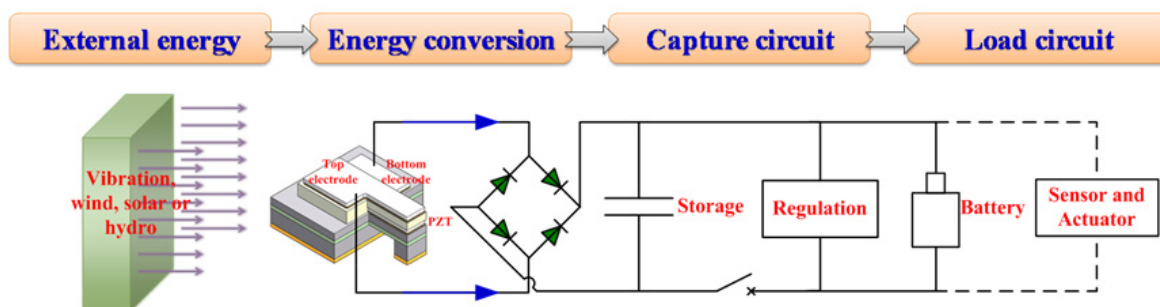 External energy
Energy conversion
Capture circuit
Load circuit
Vibration,
wind, solar or
hydro
Top
electrode
Bottom
electrode
PZT
Storage
Regulation
Battery
Sensor and
Actuator